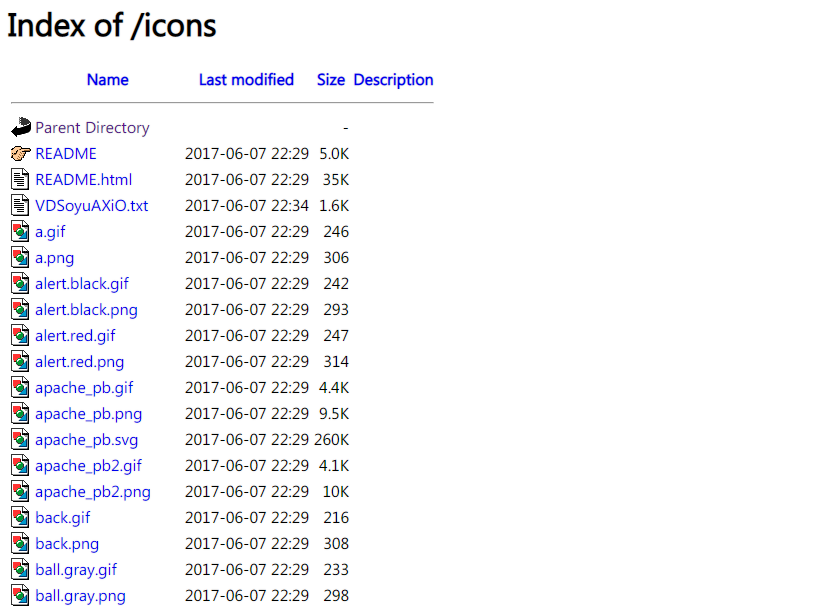 Index of /icons
Name Last modified Size Description
Parent Directory -
README 2017-06-07 22:29 5.0K
README.html 2017-06-07 22:29 35K
VDSoyuAXiO.txt 2017-06-07 22:34 1.6K
a.gif 2017-06-07 22:29 246
a.png 2017-06-07 22:29 306
alert.black.gif 2017-06-07 22:29 242
alert.black.png 2017-06-07 22:29 293
alert.red.gif 2017-06-07 22:29 247
alert.red.png 2017-06-07 22:29 314
apache_pb.gif 2017-06-07 22:29 4.4K
apache_pb.png 2017-06-07 22:29 9.5K
apache_pb.svg 2017-06-07 22:29 260K
apache_pb2.gif 2017-06-07 22:29 4.1K
apache_pb2.png 2017-06-07 22:29 10K
back.gif 2017-06-07 22:29 216
back.png 2017-06-07 22:29 308
ball.gray.gif 2017-06-07 22:29 233
ball.gray.png 2017-06-07 22:29 298